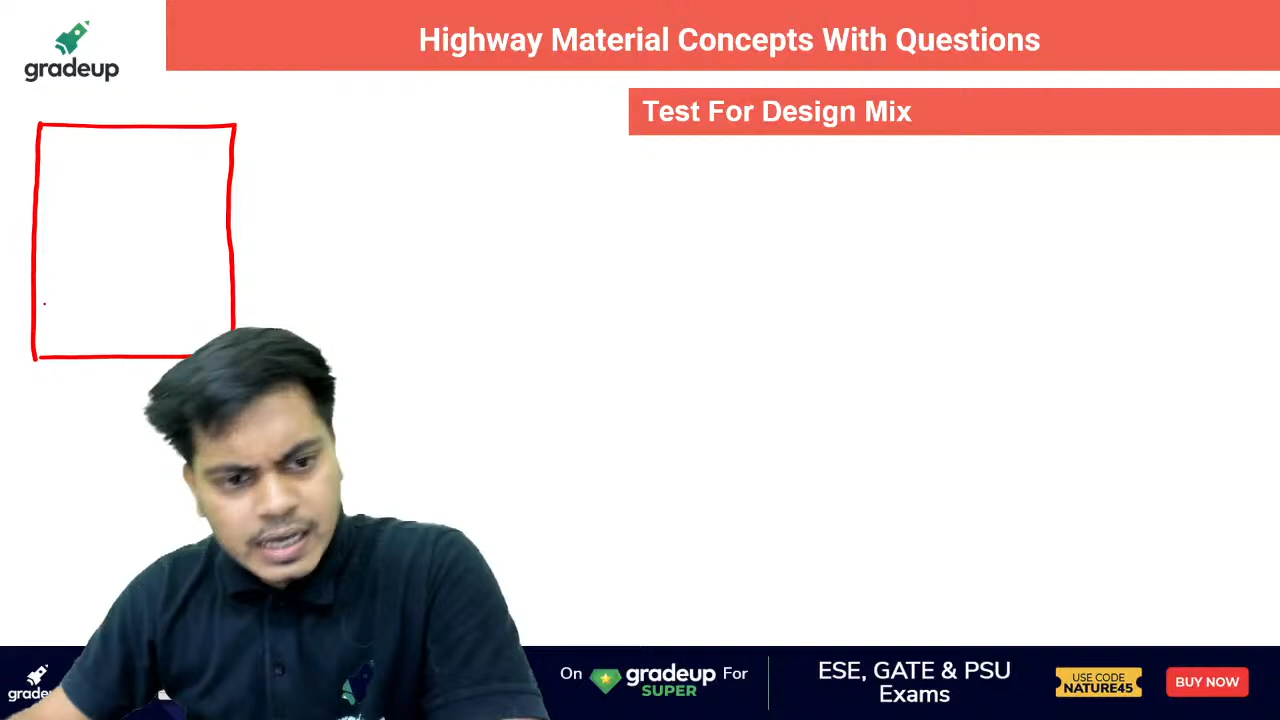 gradeup
Highway Material Concepts With Questions
Test For Design Mix
On gradeup SUPER For
ESE, GATE & PSU
Exams
USE CODE
NATURE45
BUY NOW